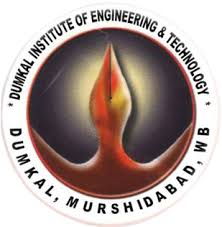 * DUMKAL INSTITUTE OF ENGINEERING & TECHNOLOGY *
DUMKAL, MURSHIDABAD, WB